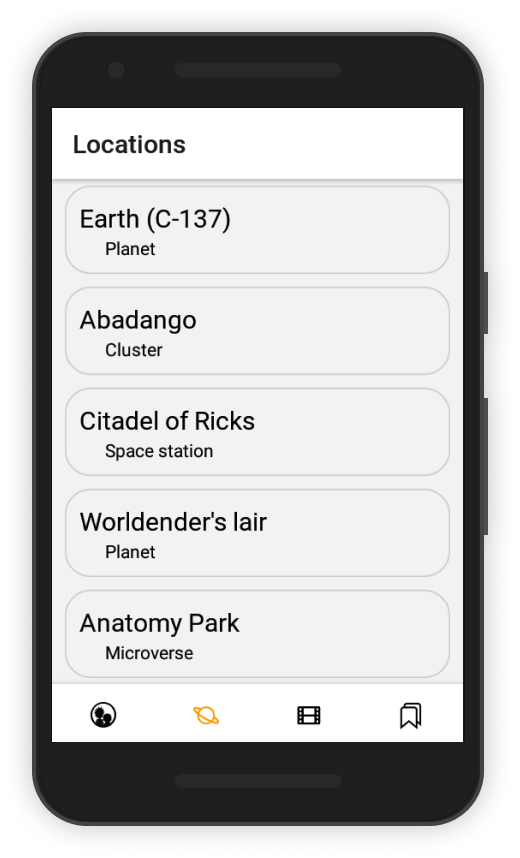 Locations
Earth (C-137)
Planet
Abadango
Cluster
Citadel of Ricks
Space station
Worldender's lair
Planet
Anatomy Park
Microverse